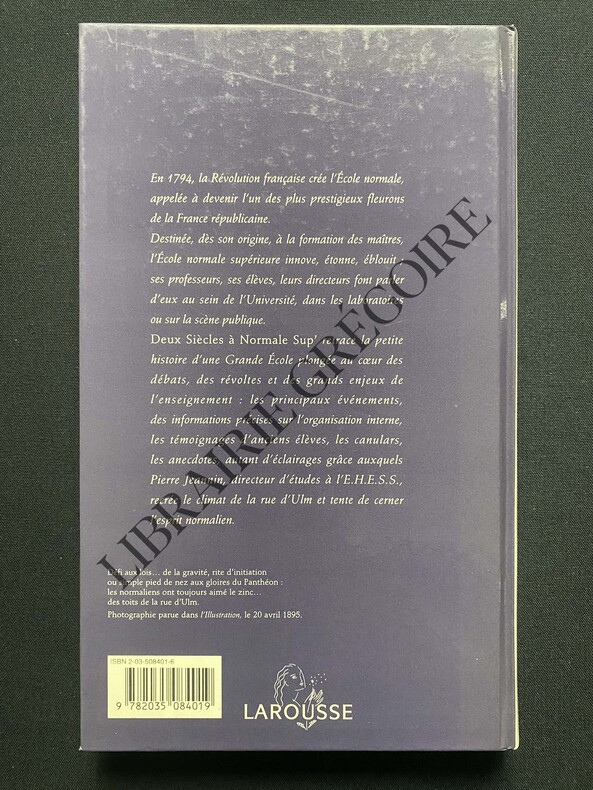 En 1794, la Révolution française crée l'École normale,
appelée à devenir l'un des plus prestigieux fleurons
de la France républicaine.
Destinée, dès son origine, à la formation des maîtres,
l'École normale supérieure innove, étonne, éblouit :
ses professeurs, ses élèves, leurs directeurs font parler
d'eux au sein de l'Université, dans les laboratoires
ou sur la scène publique.
Deux Siècles à Normale Sup' retrace la petite
histoire d'une Grande École plongée au cœur des
débats, des révoltes et des grands enjeux de
l'enseignement : les principaux événements,
des informations précises sur l'organisation interne,
les témoignages d'anciens élèves, les canulars,
les anecdotes, autant d'éclairages grâce auxquels
Pierre Jeannin, directeur d'études à l'E.H.E.S.S.,
recrée le climat de la rue d'Ulm et tente de cerner
l'esprit normalien.
LIBRAIRIE GRÉGOIRE
Défi aux lois... de la gravité, rite d'initiation
ou simple pied de nez aux gloires du Panthéon :
les normaliens ont toujours aimé le zinc...
des toits de la rue d'Ulm.
Photographie parue dans l'Illustration, le 20 avril 1895.
ISBN 2-03-508401-6
9 782035 084019
LAROUSSE